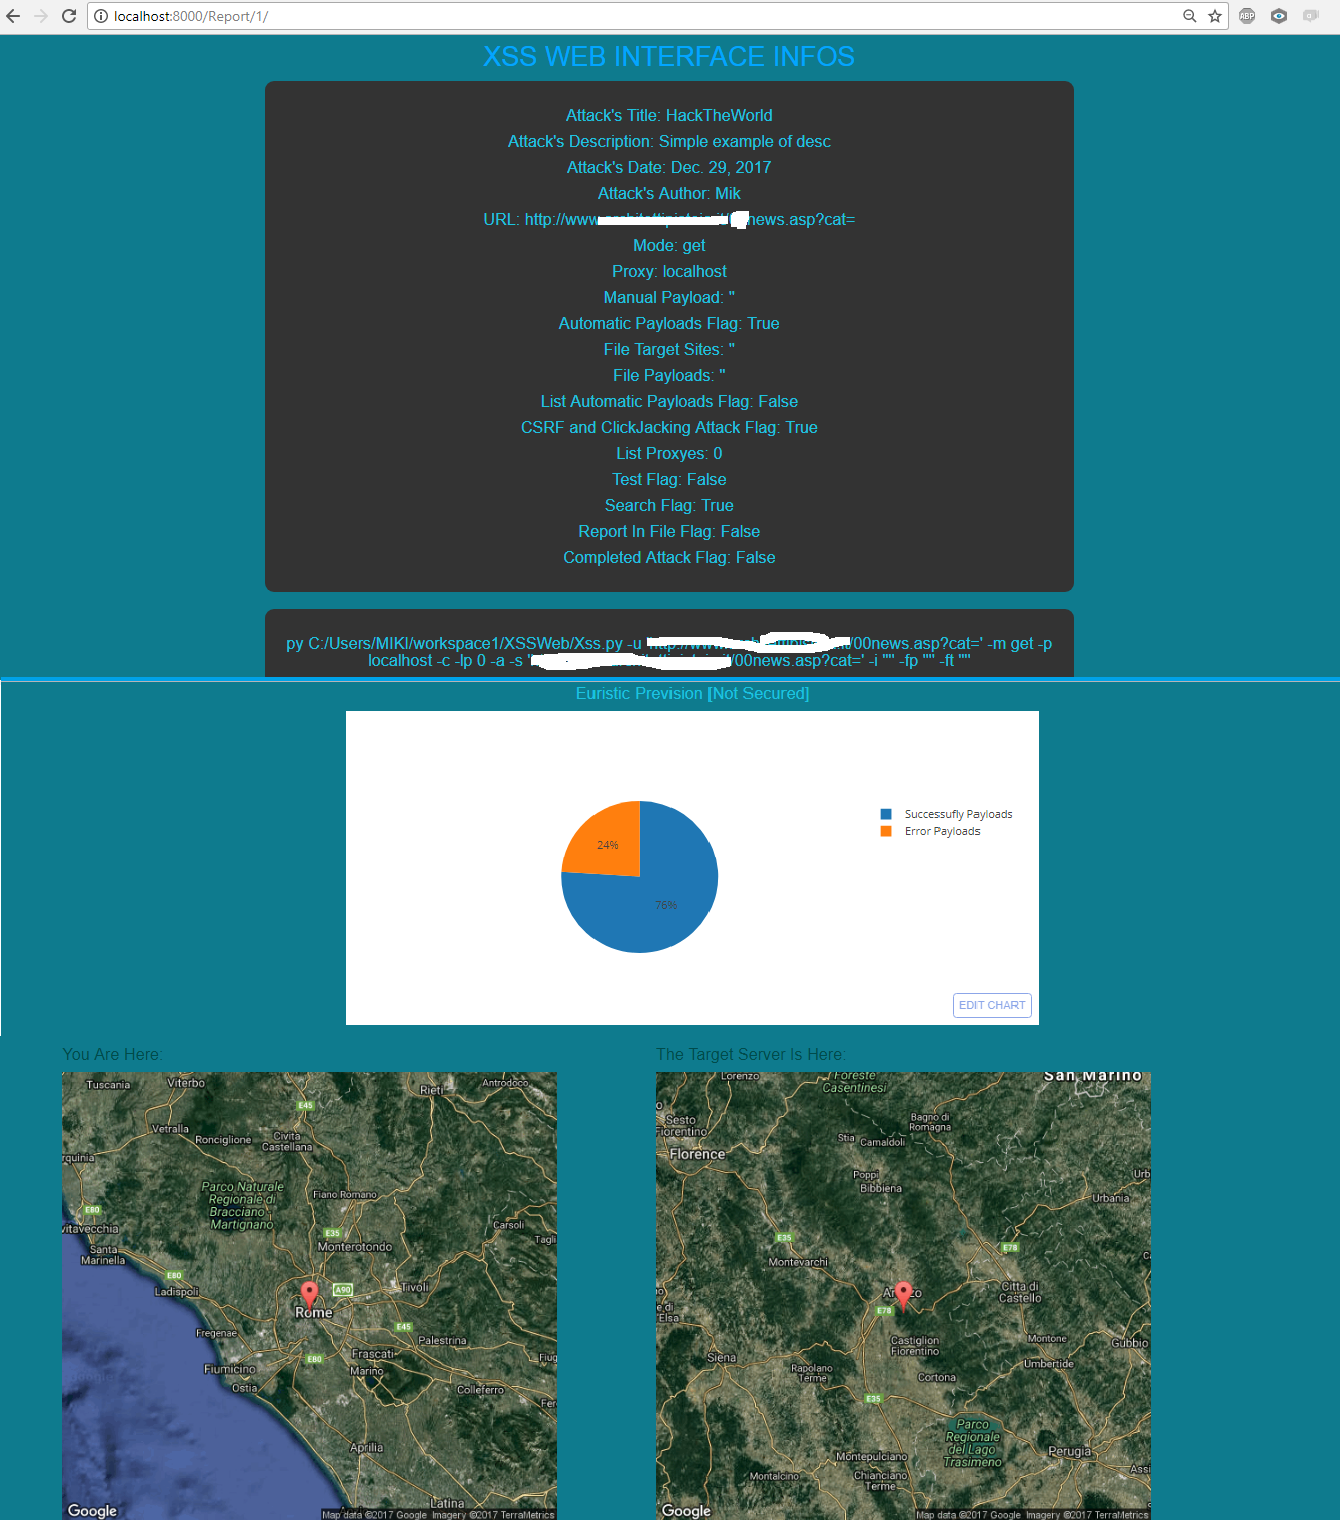 localhost:8000/Report/1/
ABP
XSS WEB INTERFACE INFOS
Attack's Title: HackTheWorld
Attack's Description: Simple example of desc
Attack's Date: Dec. 29, 2017
Attack's Author: Mik
URL: http://www news.asp?cat=
Mode: get
Proxy: localhost
Manual Payload: ''
Automatic Payloads Flag: True
File Target Sites: ''
File Payloads: ''
List Automatic Payloads Flag: False
CSRF and ClickJacking Attack Flag: True
List Proxyes: 0
Test Flag: False
Search Flag: True
Report In File Flag: False
Completed Attack Flag: False
py C:/Users/MIKI/workspace1/XSSWeb/Xss.py -u /00news.asp?cat=' -m get -p
localhost -c -lp 0 -a -s ' /00news.asp?cat=' -i "" -fp "" -ft ""
Euristic Prevision [Not Secured]
Successufly Payloads
Error Payloads
24%
76%
EDIT CHART
You Are Here:
Tuscania
Viterbo
Rieti
Antrodoco
E45
Vetralla
Ronciglione
Civita
Castellana
rquinia
Parco Naturale
Regionale di
Bracciano
Martignano
Fiano Romano
E80
vitavecchia
E35
Carsoli
Tagli
Santa
Marinella
Monterotondo
E80
Ladispoli
A90
Tivoli
Rome
Fregenae
E45
Palestrina
E80
Frascati
Marino
Fiug
Fiumicino
Ostia
Colleferro
Fer
Aprilia
Latina
Google
Map data ©2017 Google Imagery ©2017 TerraMetrics
The Target Server Is Here:
Lorenzo
Foreste
Casentinesi
San Marino
Sesto
Fiorentino
Bagno di
Romagna
Stia
Camaldoli
Florence
Poppi
Bibbiena
Urb
Urbania
E35
E78
Montevarchi
Città di
Castello
E78
e di
'Elsa
Castiglion
Fiorentino
Montone
Gubbio
Siena
Rapolano
Terme
Cortona
Umbertide
E35
Parco
Regionale
del Lago
Trasimeno
Montepulciano
Perugia
Montalcino
Chianciano
Terme
Assi
Google
Map data ©2017 Google Imagery ©2017 TerraMetrics